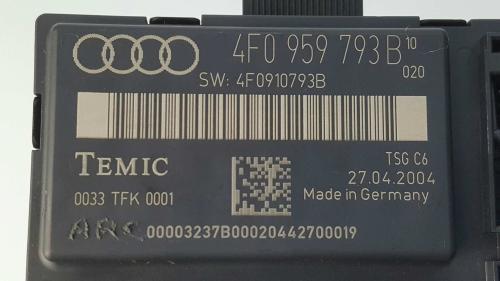 4F0 959 793 B 10
020
SW: 4F0910793B
TEMIC
TSG C6
27.04.2004
0033 TFK 0001
Made in Germany
00003237B00020442700019